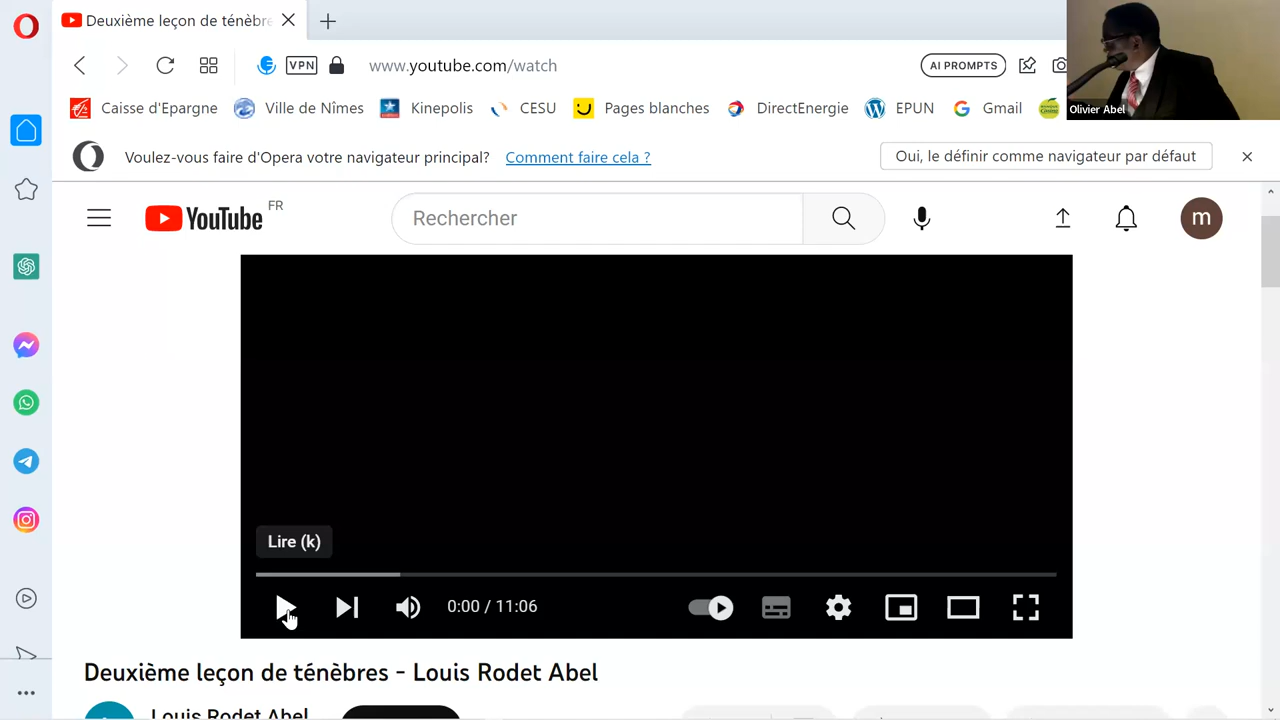 Deuxième leçon de ténèbre
www.youtube.com/watch
VPN
AI PROMPTS
Olivier Abel
Caisse d'Epargne Ville de Nîmes Kinepolis CESU Pages blanches DirectEnergie EPUN Gmail
Voulez-vous faire d'Opera votre navigateur principal? Comment faire cela ? Oui, le définir comme navigateur par défaut
YouTube FR
Rechercher
m
Lire (k)
0:00 / 11:06
Deuxième leçon de ténèbres - Louis Rodet Abel
Louis Rodet Abel